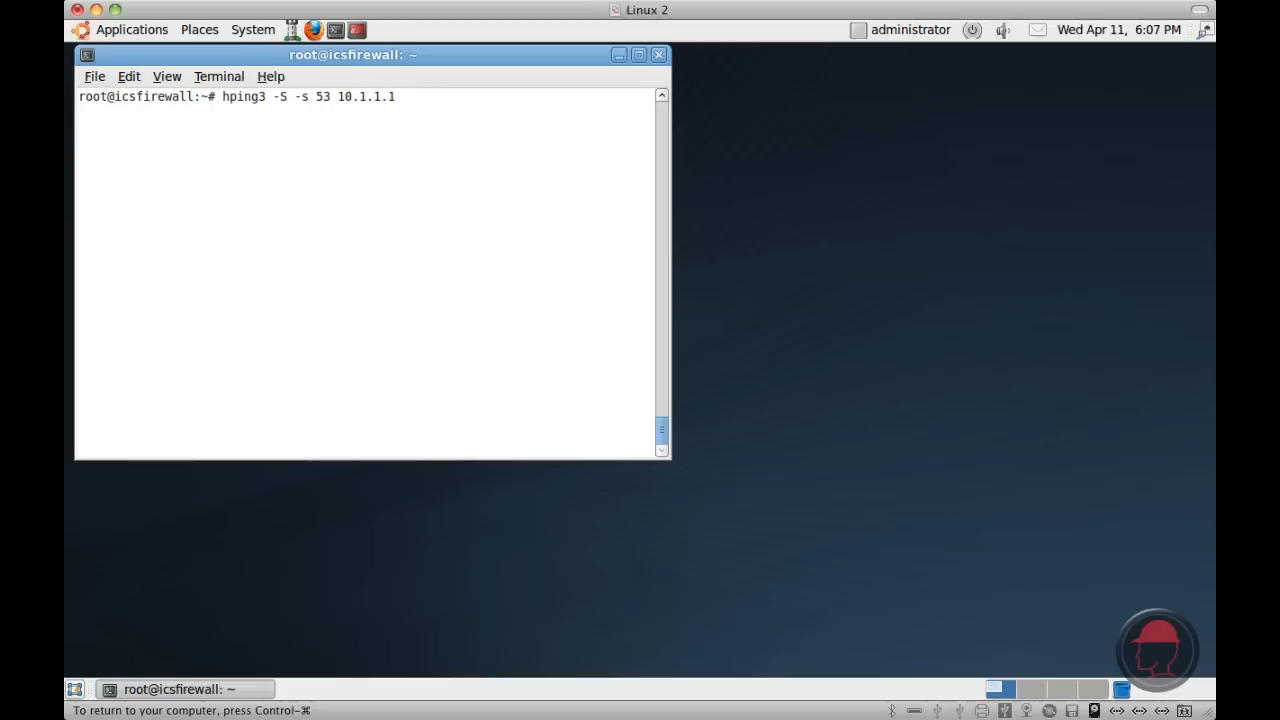 Linux 2
Applications Places System administrator Wed Apr 11, 6:07 PM
root@icsfirewall: ~
File Edit View Terminal Help
root@icsfirewall:~# hping3 -S -s 53 10.1.1.1
root@icsfirewall: ~
To return to your computer, press Control-⌘